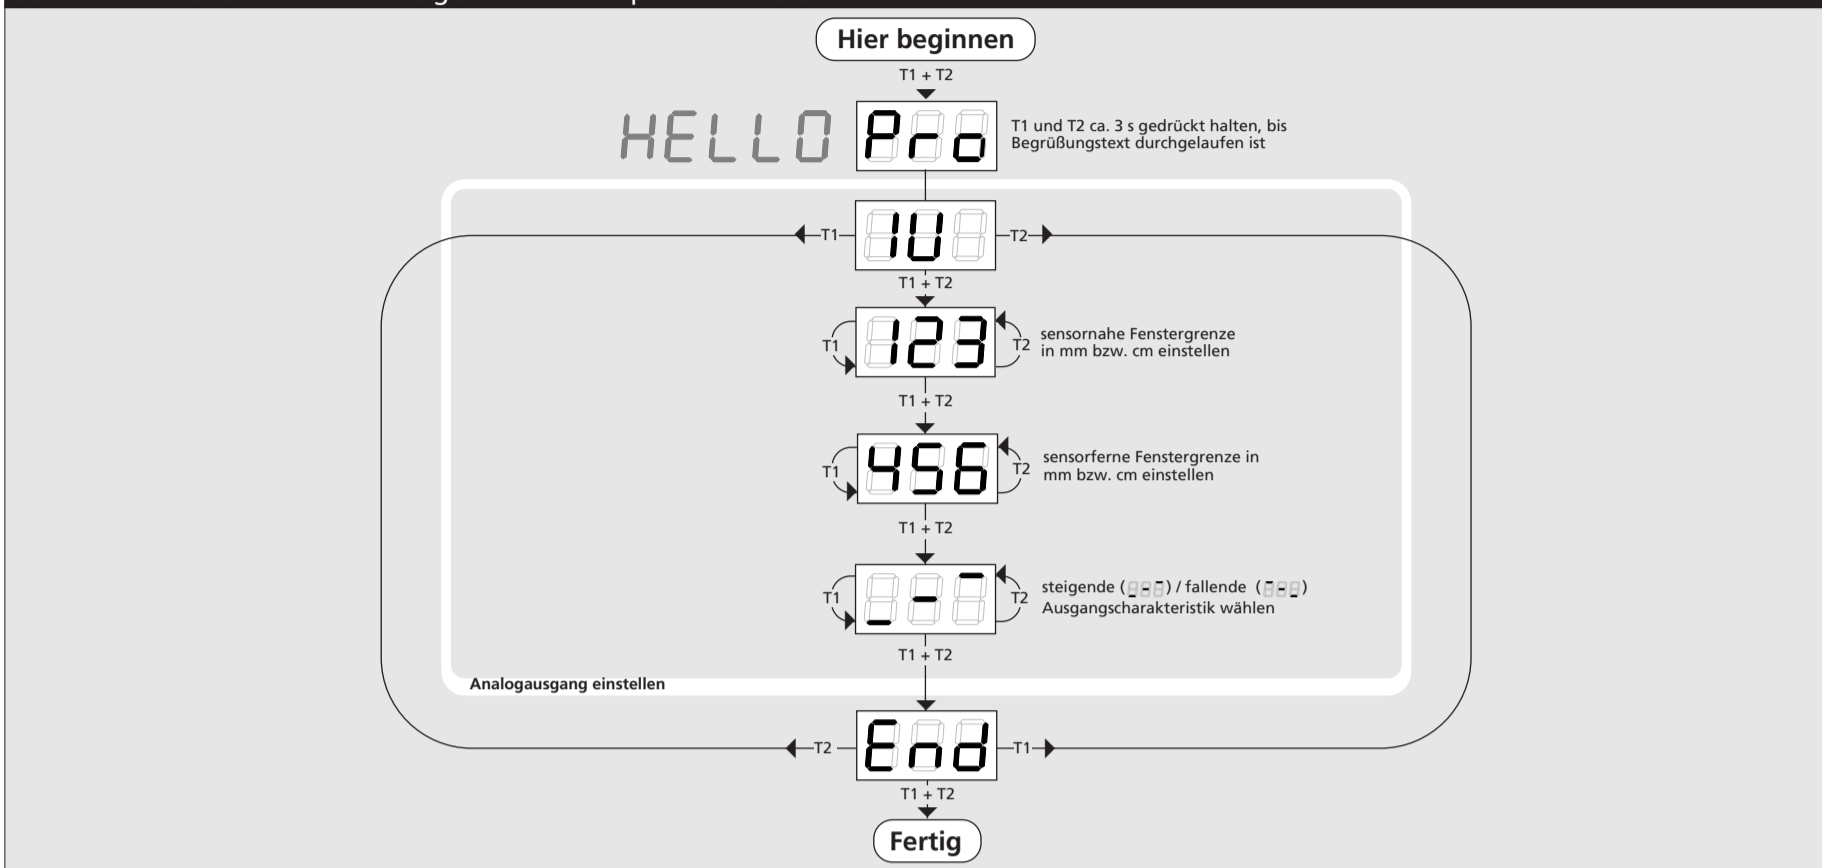 Hier beginnen
T1 + T2
HELLO
Pro
T1 und T2 ca. 3 s gedrückt halten, bis
Begrüßungstext durchgelaufen ist
T1
IU
T2
T1 + T2
T1
123
T2
sensornahe Fenstergrenze
in mm bzw. cm einstellen
T1 + T2
T1
456
T2
sensorferne Fenstergrenze in
mm bzw. cm einstellen
T1 + T2
T1
_ - ¯
T2
steigende (_-¯) / fallende (¯-_)
Ausgangscharakteristik wählen
T1 + T2
Analogausgang einstellen
T2
End
T1
T1 + T2
Fertig